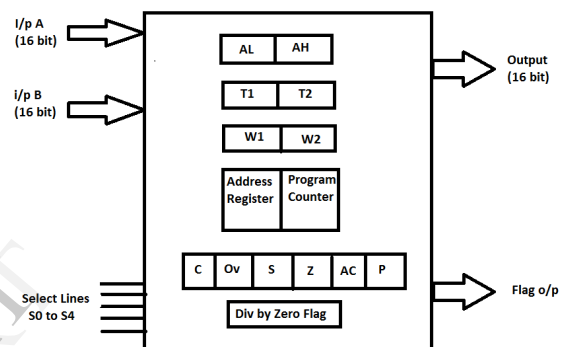 I/p A
(16 bit)
AL AH
Output
(16 bit)
i/p B
(16 bit)
T1 T2
W1 W2
Address Program
Register Counter
C Ov S Z AC P
Select Lines
S0 to S4
Flag o/p
Div by Zero Flag